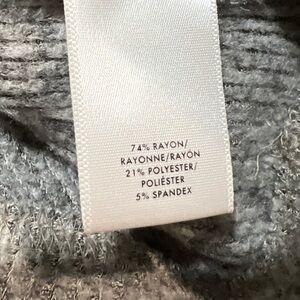 74% RAYON/
RAYONNE/RAYÓN
21% POLYESTER/
POLIÉSTER
5% SPANDEX